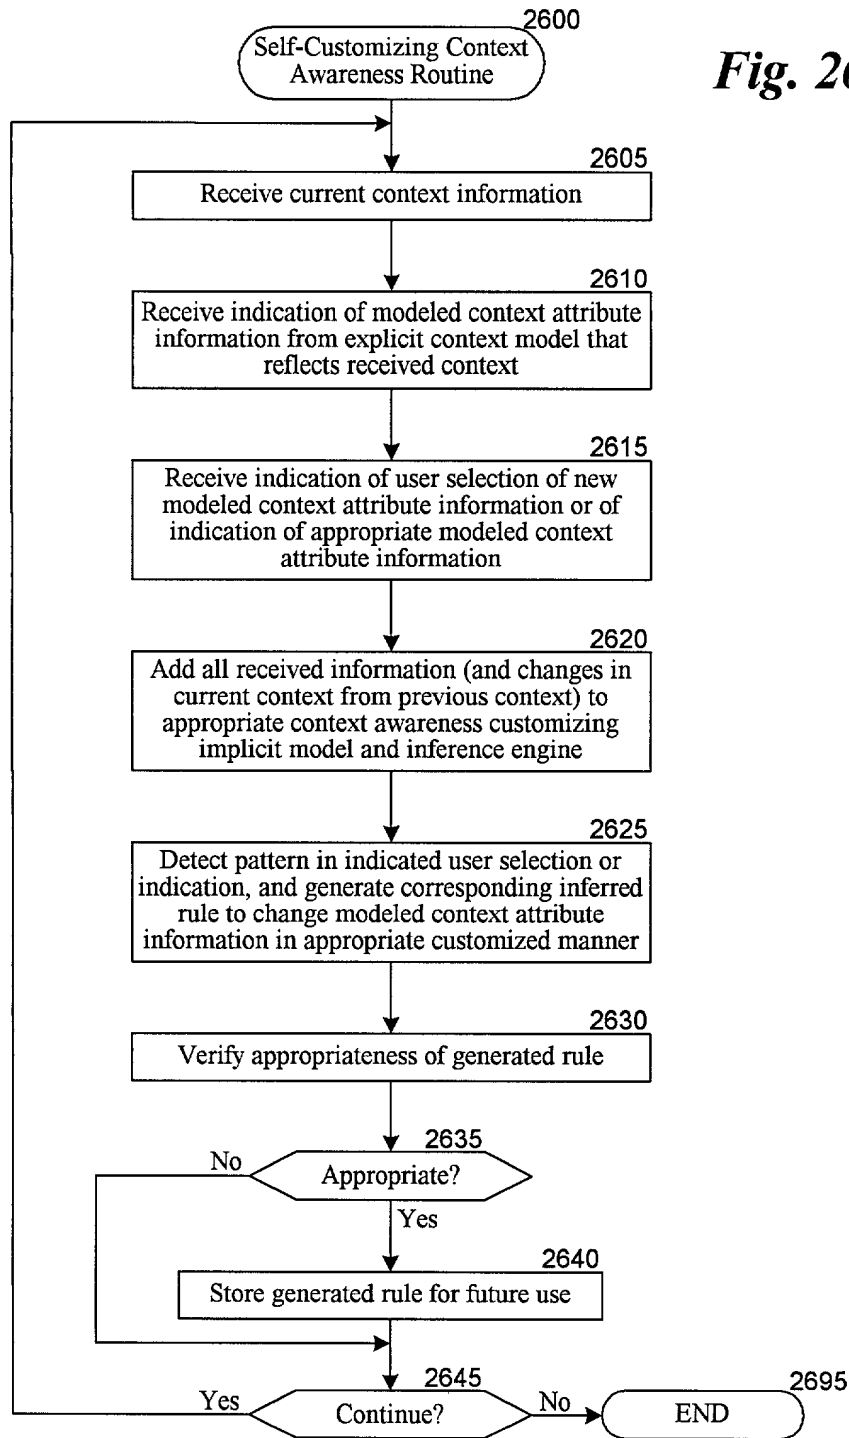 2600
Self-Customizing Context
Awareness Routine
Fig. 26
2605
Receive current context information
2610
Receive indication of modeled context attribute
information from explicit context model that
reflects received context
2615
Receive indication of user selection of new
modeled context attribute information or of
indication of appropriate modeled context
attribute information
2620
Add all received information (and changes in
current context from previous context) to
appropriate context awareness customizing
implicit model and inference engine
2625
Detect pattern in indicated user selection or
indication, and generate corresponding inferred
rule to change modeled context attribute
information in appropriate customized manner
2630
Verify appropriateness of generated rule
2635
No
Appropriate?
Yes
2640
Store generated rule for future use
2645
Yes
Continue?
No
2695
END